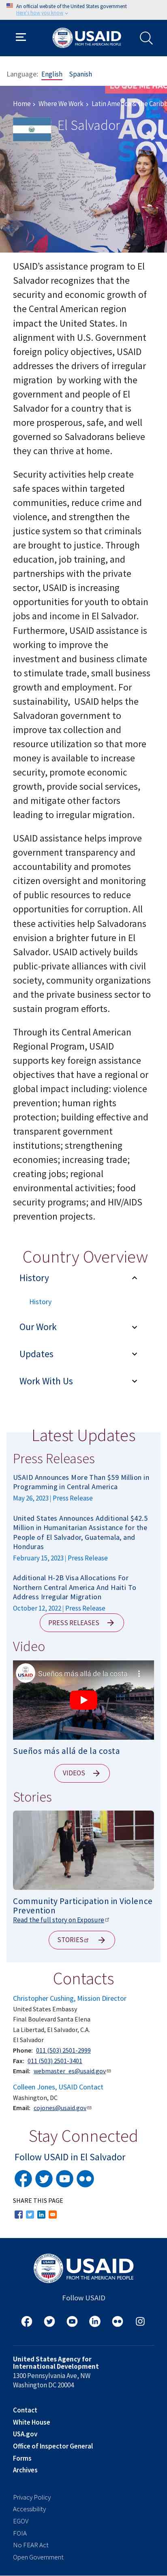 An official website of the United States government
Here's how you know
USAID
FROM THE AMERICAN PEOPLE
Language: English Spanish
LO QUE MÁS
Home › Where We Work › Latin America
El Salvador
USAID's assistance program to El
Salvador recognizes that the
security and economic growth of
the Central American region
impact the United States. In
alignment with U.S. Government
foreign policy objectives, USAID
addresses the drivers of irregular
migration by working with the
government and people of El
Salvador for a country that is
more prosperous, safe, and well
governed so Salvadorans believe
their future is at home.
Security activities help create
safe spaces within targeted
communities, reduce crime and
violence, and strengthen the
justice system so that criminals
are brought to justice. Through
education, job training, and
partnerships with the private
sector, USAID is increasing
opportunities for youth to obtain
jobs and income in El Salvador.
Furthermore, USAID assistance is
working to improve the
investment and business climate
to stimulate trade, small business
growth, and employment. For
sustainability, USAID helps the
country obtain its own financial
resources so that it has more
money available to increase
security, spur economic growth,
provide social services, and
mitigate other major factors
leading to irregular migration.
USAID assistance helps improve
government transparency and
accountability and promotes
citizen oversight and monitoring
of public resources to reduce
opportunities for corruption. All
these activities help Salvadorans
envision a brighter future in El
Salvador. USAID actively builds
public-private alliances with civil
society, community organizations
and the business sector to sustain
program efforts.
Through its Central American
Regional Program, USAID
supports key foreign assistance
objectives that have a regional or
global impact including: violence
prevention; human rights
protection; building effective and
transparent government
institutions; strengthening
economies; increasing trade;
creating jobs; regional
environmental activities; food
security programs; and HIV/AIDS
prevention projects.
Country Overview
History
History
Our Work
Updates
Work With Us
Latest Updates
Press Releases
USAID Announces More Than $59 Million in
Programming in Central America
May 26, 2023 | Press Release
United States Announces Additional $42.5
Million in Humanitarian Assistance for the
People of El Salvador, Guatemala, and
Honduras
February 15, 2023 | Press Release
Additional H-2B Visa Allocations For
Northern Central America And Haiti To
Address Irregular Migration
October 12, 2022 | Press Release
PRESS RELEASES
Video
Sueños más allá de la costa
Sueños más allá de la costa
VIDEOS
Stories
Community Participation in Violence
Prevention
Read the full story on Exposure
STORIES
Contacts
Christopher Cushing, Mission Director
United States Embassy
Final Boulevard Santa Elena
La Libertad, El Salvador, C.A.
El Salvador
Phone: 011 (503) 2501-2999
Fax: 011 (503) 2501-3401
Email: webmaster_es@usaid.gov
Colleen Jones, USAID Contact
Washington, DC
Email: cojones@usaid.gov
Stay Connected
Follow USAID in El Salvador
SHARE THIS PAGE
USAID
FROM THE AMERICAN PEOPLE
Follow USAID
United States Agency for
International Development
1300 Pennsylvania Ave, NW
Washington DC 20004
Contact
White House
USA.gov
Office of Inspector General
Forms
Archives
Privacy Policy
Accessibility
EGOV
FOIA
No FEAR Act
Open Government